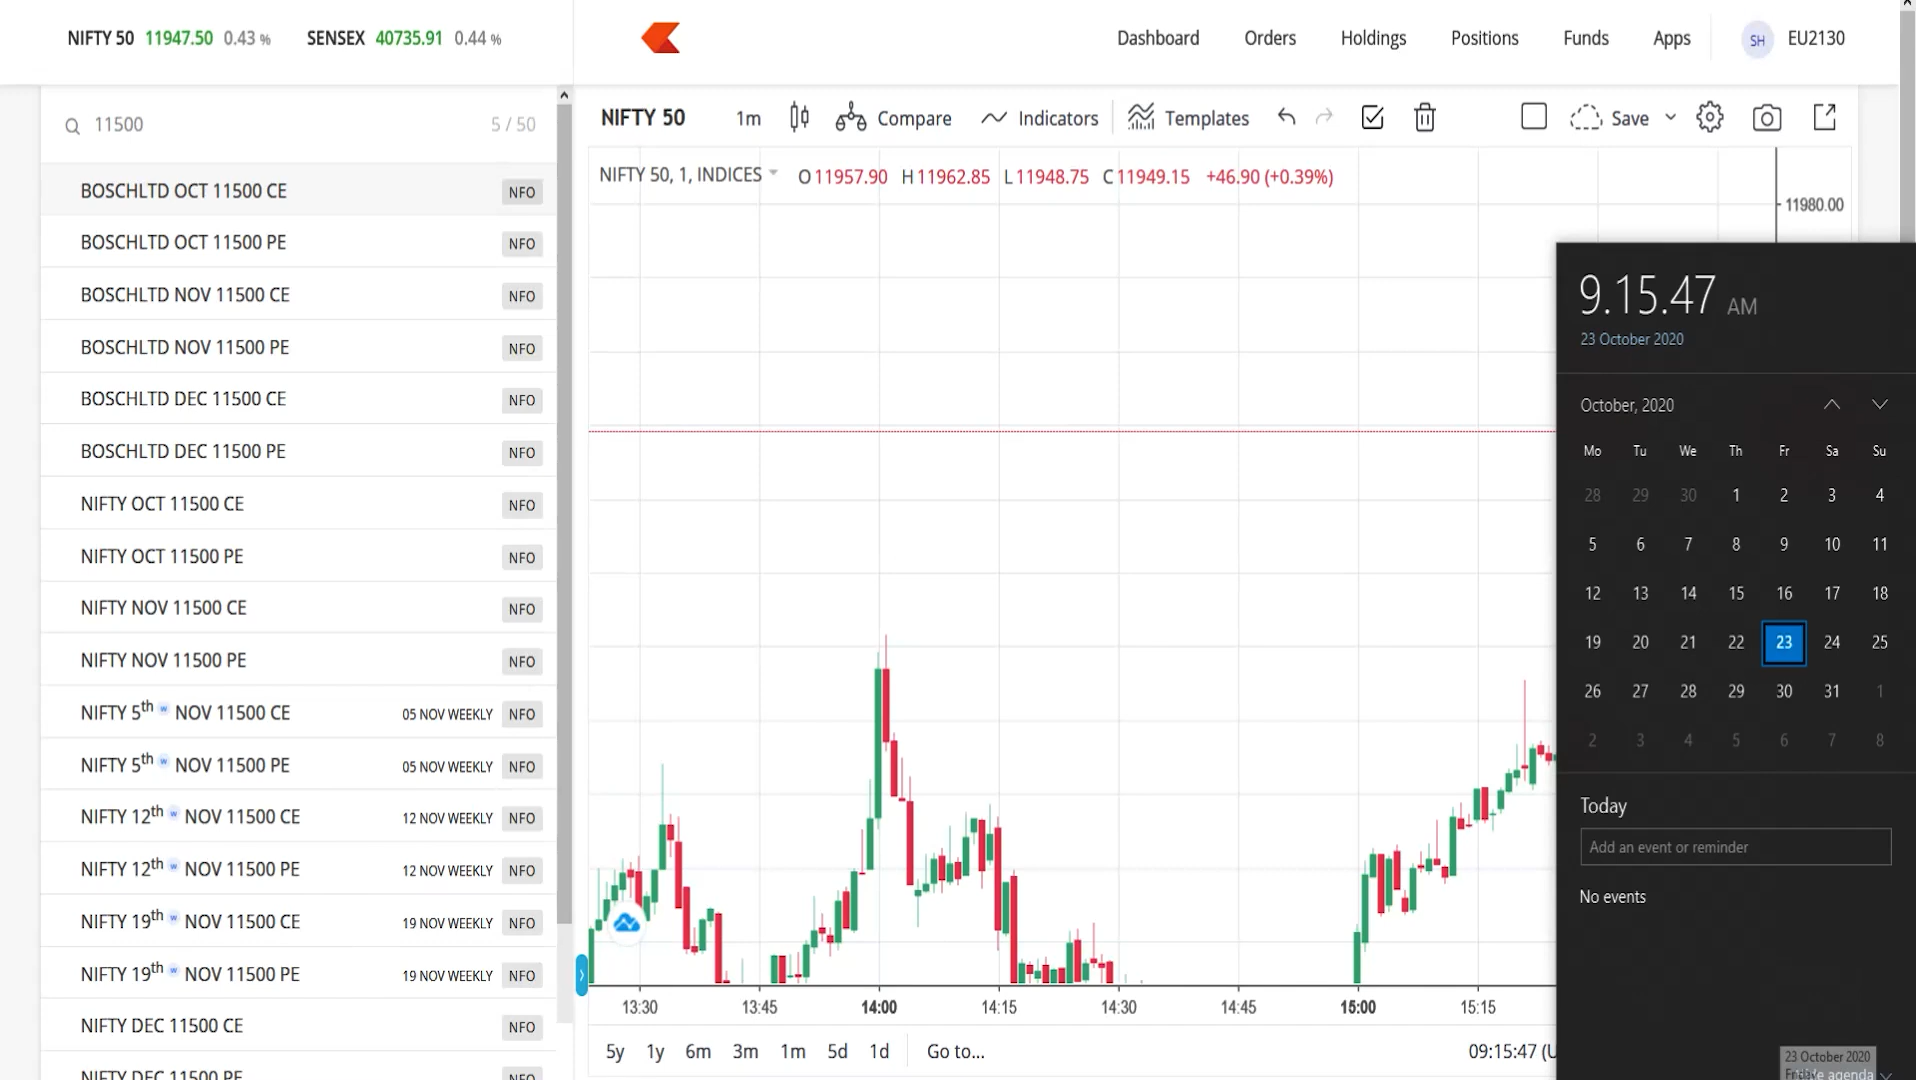 NIFTY 50 11947.50 0.43 % SENSEX 40735.91 0.44 %
Dashboard Orders Holdings Positions Funds Apps SH EU2130
11500 5 / 50
BOSCHLTD OCT 11500 CE NFO
BOSCHLTD OCT 11500 PE NFO
BOSCHLTD NOV 11500 CE NFO
BOSCHLTD NOV 11500 PE NFO
BOSCHLTD DEC 11500 CE NFO
BOSCHLTD DEC 11500 PE NFO
NIFTY OCT 11500 CE NFO
NIFTY OCT 11500 PE NFO
NIFTY NOV 11500 CE NFO
NIFTY NOV 11500 PE NFO
NIFTY 5th w NOV 11500 CE 05 NOV WEEKLY NFO
NIFTY 5th w NOV 11500 PE 05 NOV WEEKLY NFO
NIFTY 12th w NOV 11500 CE 12 NOV WEEKLY NFO
NIFTY 12th w NOV 11500 PE 12 NOV WEEKLY NFO
NIFTY 19th w NOV 11500 CE 19 NOV WEEKLY NFO
NIFTY 19th w NOV 11500 PE 19 NOV WEEKLY NFO
NIFTY DEC 11500 CE NFO
NIFTY DEC 11500 PE NFO
NIFTY 50 1m Compare Indicators Templates Save
NIFTY 50, 1, INDICES O11957.90 H11962.85 L11948.75 C11949.15 +46.90 (+0.39%)
11980.00
13:30 13:45 14:00 14:15 14:30 14:45 15:00 15:15
5y 1y 6m 3m 1m 5d 1d Go to... 09:15:47 (U
9.15.47 AM
23 October 2020
October, 2020
Mo Tu We Th Fr Sa Su
28 29 30 1 2 3 4
5 6 7 8 9 10 11
12 13 14 15 16 17 18
19 20 21 22 23 24 25
26 27 28 29 30 31 1
2 3 4 5 6 7 8
Today
Add an event or reminder
No events
23 October 2020
agenda